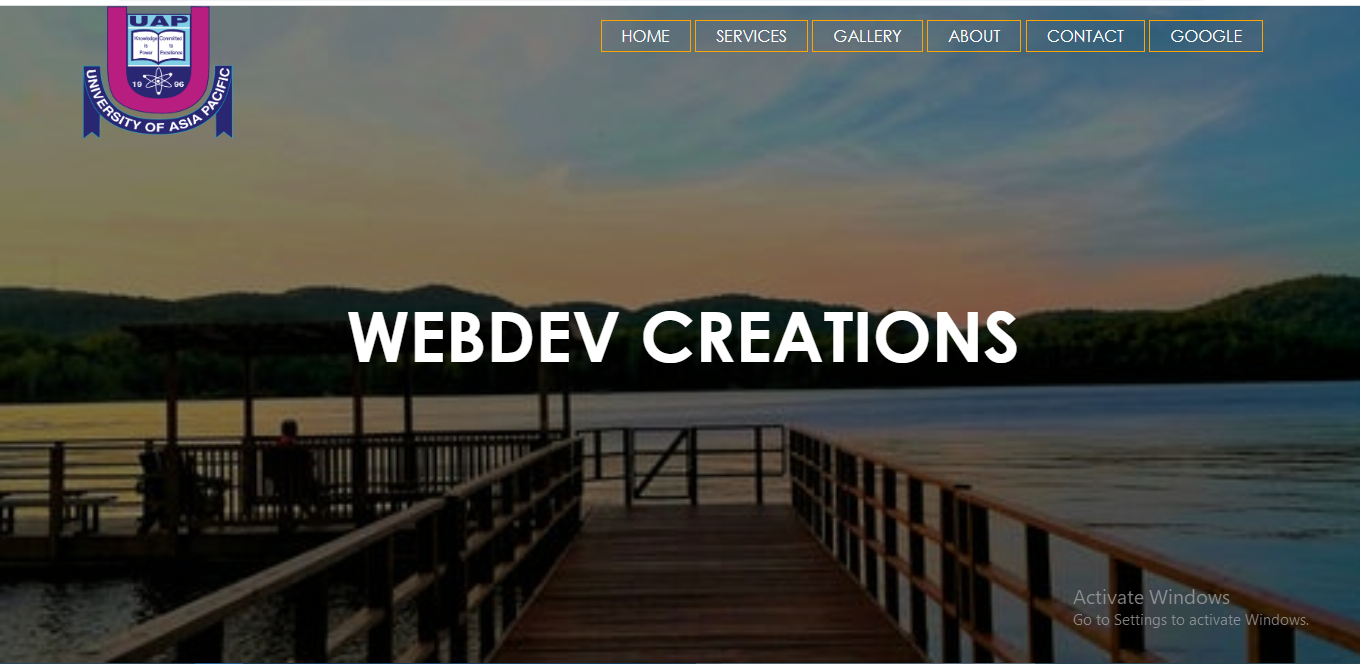 UAP
Knowledge is Power
Committed to Excellence
19 96
UNIVERSITY OF ASIA PACIFIC
HOME SERVICES GALLERY ABOUT CONTACT GOOGLE
WEBDEV CREATIONS
Activate Windows
Go to Settings to activate Windows.